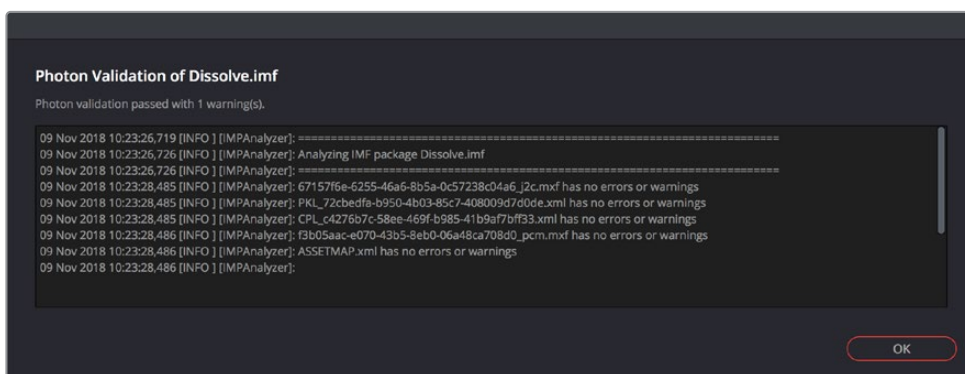 Photon Validation of Dissolve.imf
Photon validation passed with 1 warning(s).
09 Nov 2018 10:23:26,719 [INFO ] [IMPAnalyzer]: ==========================================================================
09 Nov 2018 10:23:26,726 [INFO ] [IMPAnalyzer]: Analyzing IMF package Dissolve.imf
09 Nov 2018 10:23:26,726 [INFO ] [IMPAnalyzer]: ==========================================================================
09 Nov 2018 10:23:28,485 [INFO ] [IMPAnalyzer]: 67157f6e-6255-46a6-8b5a-0c57238c04a6_j2c.mxf has no errors or warnings
09 Nov 2018 10:23:28,485 [INFO ] [IMPAnalyzer]: PKL_72cbedfa-b950-4b03-85c7-408009d7d0de.xml has no errors or warnings
09 Nov 2018 10:23:28,485 [INFO ] [IMPAnalyzer]: CPL_c4276b7c-58ee-469f-b985-41b9af7bff33.xml has no errors or warnings
09 Nov 2018 10:23:28,486 [INFO ] [IMPAnalyzer]: f3b05aac-e070-43b5-8eb0-06a48ca708d0_pcm.mxf has no errors or warnings
09 Nov 2018 10:23:28,486 [INFO ] [IMPAnalyzer]: ASSETMAP.xml has no errors or warnings
09 Nov 2018 10:23:28,486 [INFO ] [IMPAnalyzer]:
OK